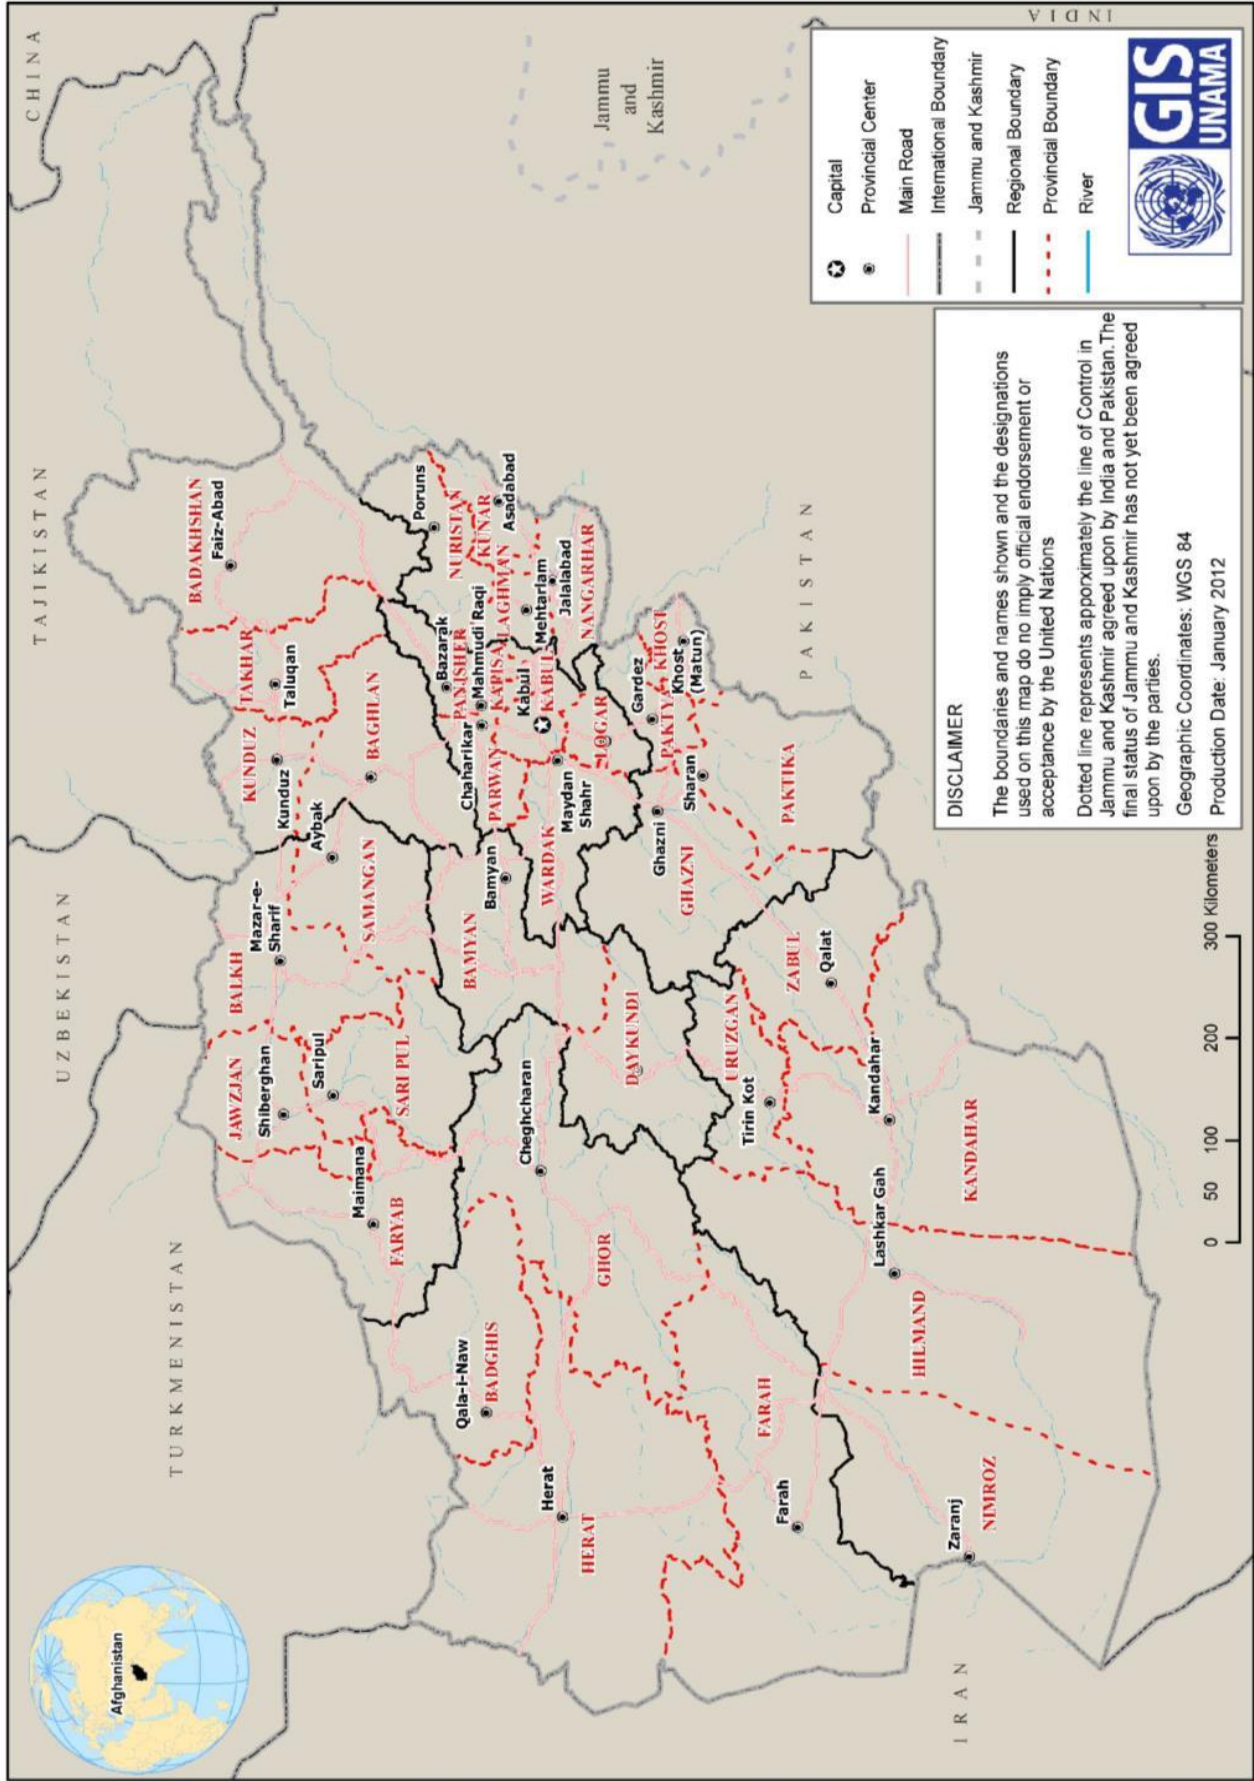 CHINA
TAJIKISTAN
UZBEKISTAN
TURKMENISTAN
IRAN
PAKISTAN
INDIA
Jammu
and
Kashmir
Afghanistan
BADAKHSHAN
Faiz-Abad
TAKHAR
Taluqan
KUNDUZ
Kunduz
BAGHLAN
BALKH
Mazar-e-
Sharif
Aybak
SAMANGAN
JAWZJAN
Shiberghan
Saripul
SARI PUL
Maimana
FARYAB
Qala-i-Naw
BADGHIS
Herat
HERAT
Cheghcharan
GHOR
BAMYAN
Bamyan
DAYKUNDI
Poruns
NURISTAN
KUNAR
Asadabad
LAGHMAN
Mehtarlam
Jalalabad
NANGARHAR
Bazarak
PANJSHER
Mahmudi Raqi
KAPISA
Chaharikar
PARWAN
Kabul
KABUL
Maydan
Shahr
WARDAK
LOGAR
Gardez
PAKTYA
KHOST
Khost
(Matun)
Sharan
PAKTIKA
Ghazni
GHAZNI
ZABUL
Qalat
URUZGAN
Tirin Kot
Kandahar
KANDAHAR
Lashkar Gah
HILMAND
Farah
FARAH
Zaranj
NIMROZ
0 50 100 200 300 Kilometers
DISCLAIMER
The boundaries and names shown and the designations
used on this map do no imply official endorsement or
acceptance by the United Nations
Dotted line represents apporximately the line of Control in
Jammu and Kashmir agreed upon by India and Pakistan.The
final status of Jammu and Kashmir has not yet been agreed
upon by the parties.
Geographic Coordinates: WGS 84
Production Date: January 2012
Capital
Provincial Center
Main Road
International Boundary
Jammu and Kashmir
Regional Boundary
Provincial Boundary
River
GIS
UNAMA